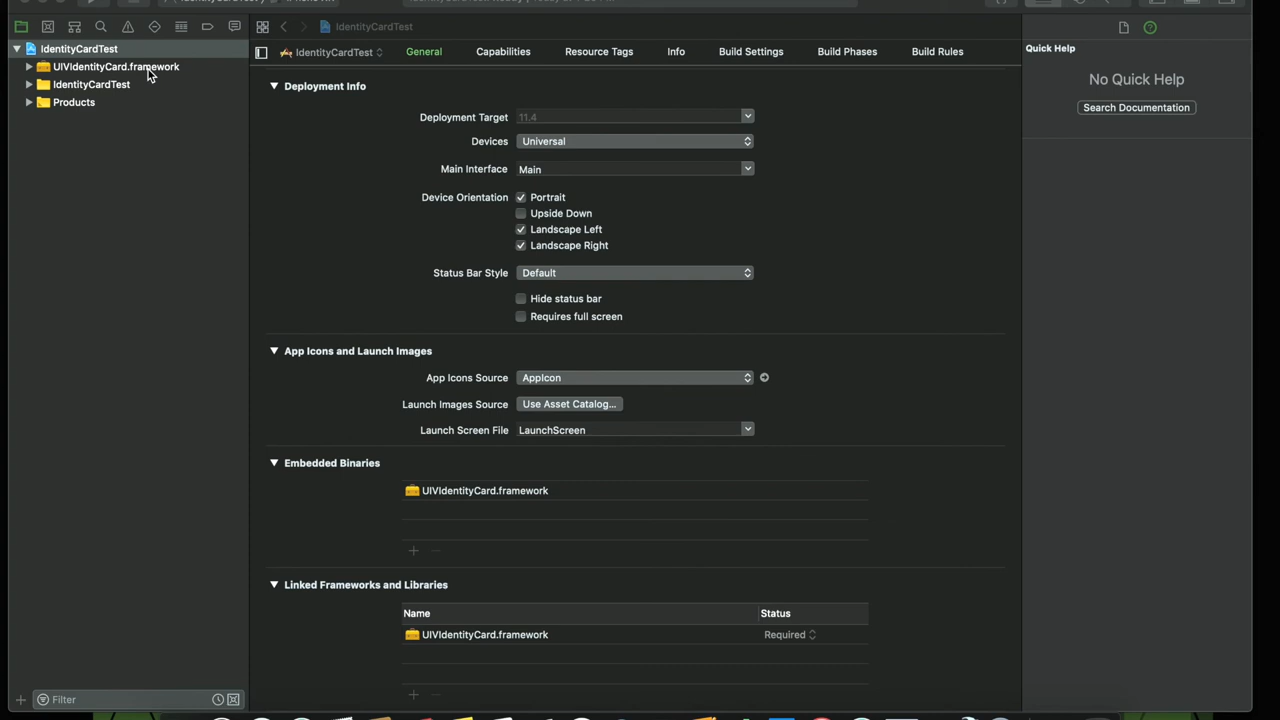 IdentityCardTest
Quick Help
IdentityCardTest
UIVIdentityCard.framework
IdentityCardTest
Products
IdentityCardTest
General
Capabilities
Resource Tags
Info
Build Settings
Build Phases
Build Rules
No Quick Help
Search Documentation
Deployment Info
Deployment Target 11.4
Devices Universal
Main Interface Main
Device Orientation Portrait
Upside Down
Landscape Left
Landscape Right
Status Bar Style Default
Hide status bar
Requires full screen
App Icons and Launch Images
App Icons Source AppIcon
Launch Images Source Use Asset Catalog...
Launch Screen File LaunchScreen
Embedded Binaries
UIVIdentityCard.framework
Linked Frameworks and Libraries
Name Status
UIVIdentityCard.framework Required
Filter